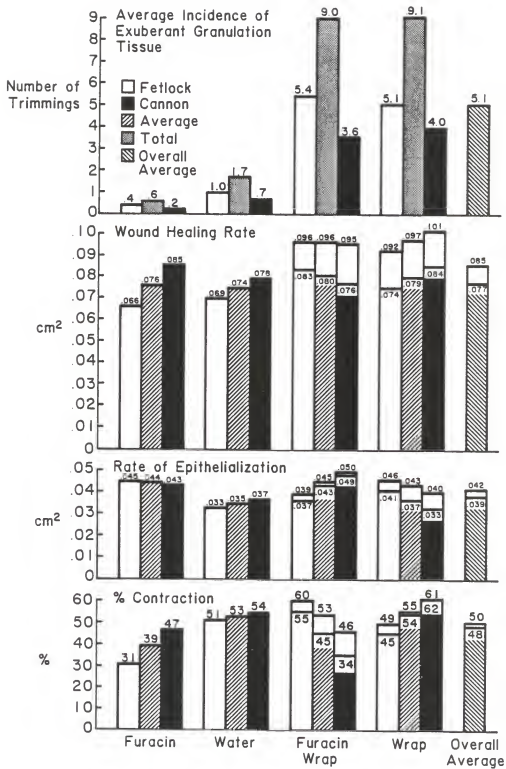 Average Incidence of
Exuberant Granulation
Tissue
Number of
Trimmings
9
8
7
6
5
4
3
2
1
0
Fetlock
Cannon
Average
Total
Overall
Average
.4 .6 .2
1.0 1.7 .7
5.4 9.0 3.6
5.1 9.1 4.0
5.1
Wound Healing Rate
cm2
.10
.09
.08
.07
.06
.05
.04
.03
.02
.01
0
.066 .076 .085
.069 .074 .078
.096 .096 .095
.083 .080 .076
.092 .097 .101
.074 .079 .084
.085
.077
Rate of Epithelialization
cm2
.05
.04
.03
.02
.01
0
.045 .044 .043
.033 .035 .037
.039 .045 .050
.037 .043 .049
.046 .043 .040
.041 .037 .033
.042
.039
% Contraction
%
60
50
40
30
20
10
0
31 39 47
51 53 54
60 53 46
55 45 34
49 55 61
45 54 62
50
48
Furacin
Water
Furacin
Wrap
Wrap
Overall
Average